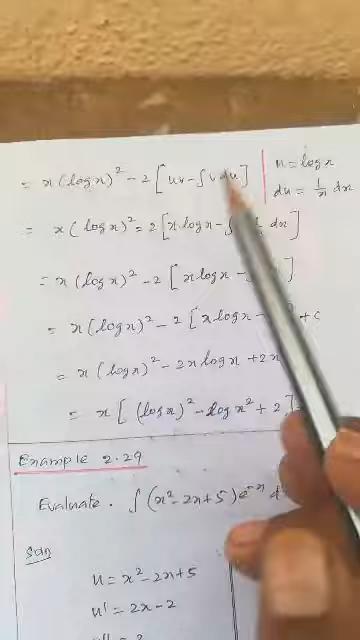 = x (log x)² - 2 [ uv - ∫ v du ]
u = log x
du = 1/x dx
= x (log x)² = 2 [ x log x - ∫ dx ]
= x (log x)² - 2 [ x log x - ]
= x (log x)² - 2 [ x log x - + c
= x (log x)² - 2x log x + 2x
= x [ (log x)² - log x² + 2 ]
Example 2.29
Evaluate . ∫ (x² - 2x + 5) e⁻ˣ d
Soln
u = x² - 2x + 5
u' = 2x - 2